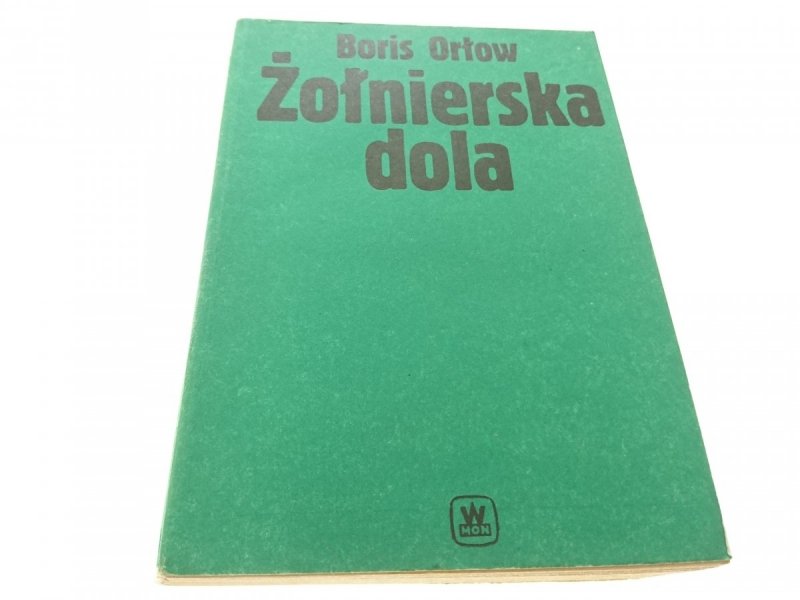 Boris Orłow
Żołnierska
dola
W
MON